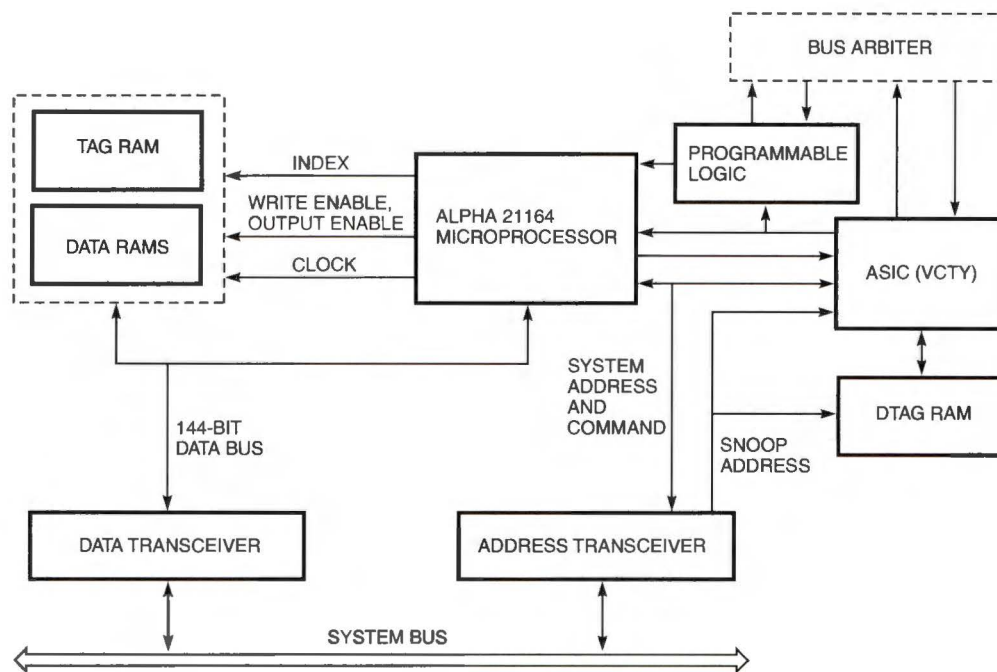 BUS ARBITER
TAG RAM
DATA RAMS
INDEX
WRITE ENABLE,
OUTPUT ENABLE
CLOCK
ALPHA 21164
MICROPROCESSOR
PROGRAMMABLE
LOGIC
ASIC (VCTY)
DTAG RAM
SYSTEM
ADDRESS
AND
COMMAND
SNOOP
ADDRESS
144-BIT
DATA BUS
DATA TRANSCEIVER
ADDRESS TRANSCEIVER
SYSTEM BUS